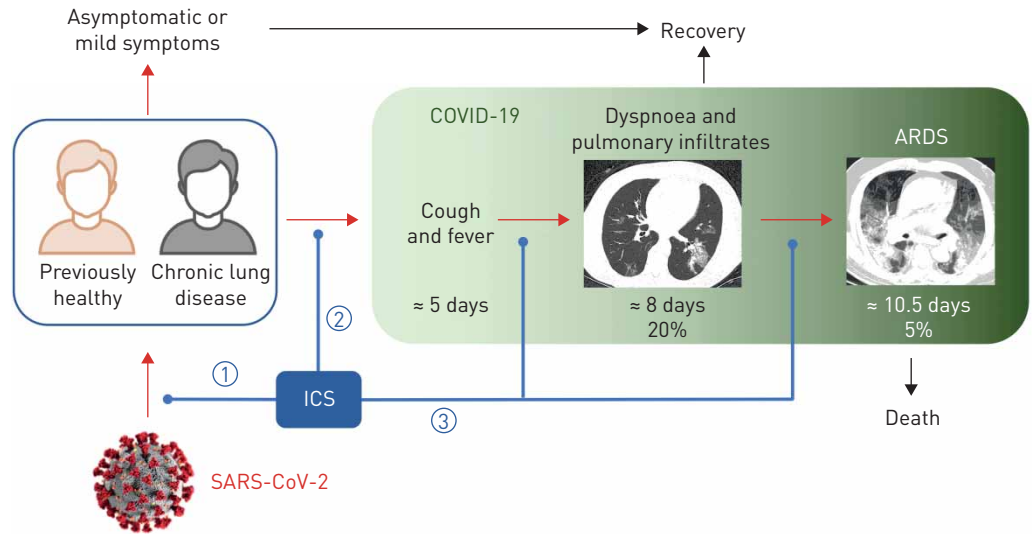 Asymptomatic or
mild symptoms
Recovery
COVID-19
Dyspnoea and
pulmonary infiltrates
ARDS
Cough
and fever
Previously
healthy
Chronic lung
disease
≈ 5 days
≈ 8 days
20%
≈ 10.5 days
5%
②
①
ICS
③
Death
SARS-CoV-2